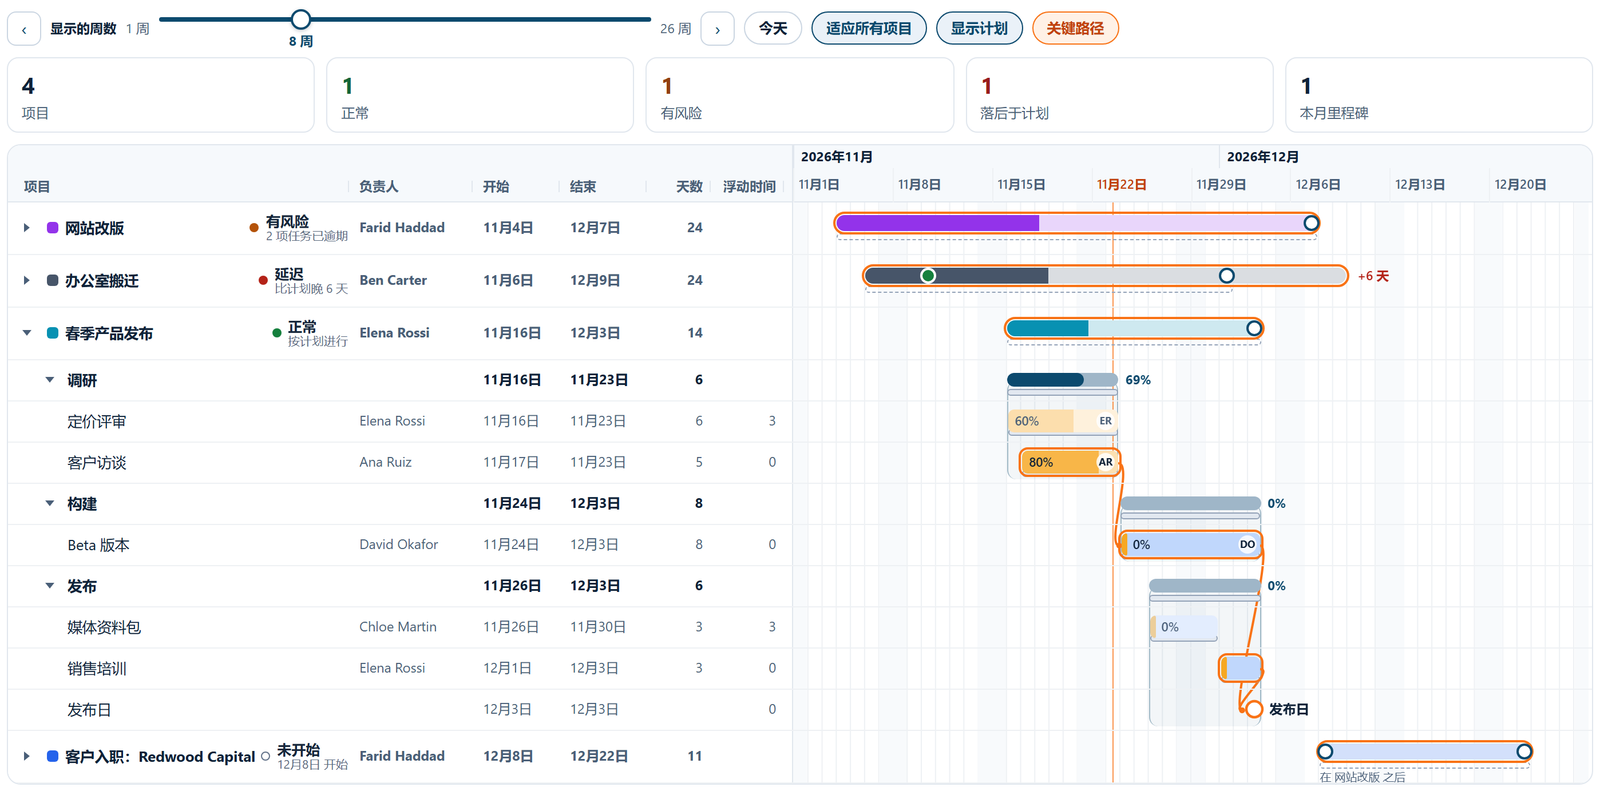 ‹ 显示的周数 1 周 8 周 26 周 › 今天 适应所有项目 显示计划 关键路径
4
项目
1
正常
1
有风险
1
落后于计划
1
本月里程碑
项目 负责人 开始 结束 天数 浮动时间
2026年11月 2026年12月
11月1日 11月8日 11月15日 11月22日 11月29日 12月6日 12月13日 12月20日
网站改版 有风险 Farid Haddad 11月4日 12月7日 24
2 项任务已逾期
办公室搬迁 延迟 Ben Carter 11月6日 12月9日 24 +6 天
比计划晚 6 天
春季产品发布 正常 Elena Rossi 11月16日 12月3日 14
按计划进行
调研 11月16日 11月23日 6 69%
定价评审 Elena Rossi 11月16日 11月23日 6 3 60% ER
客户访谈 Ana Ruiz 11月17日 11月23日 5 0 80% AR
构建 11月24日 12月3日 8 0%
Beta 版本 David Okafor 11月24日 12月3日 8 0 0% DO
发布 11月26日 12月3日 6 0%
媒体资料包 Chloe Martin 11月26日 11月30日 3 3 0%
销售培训 Elena Rossi 12月1日 12月3日 3 0
发布日 12月3日 12月3日 0 发布日
客户入职：Redwood Capital 未开始 Farid Haddad 12月8日 12月22日 11
12月8日 开始
在 网站改版 之后